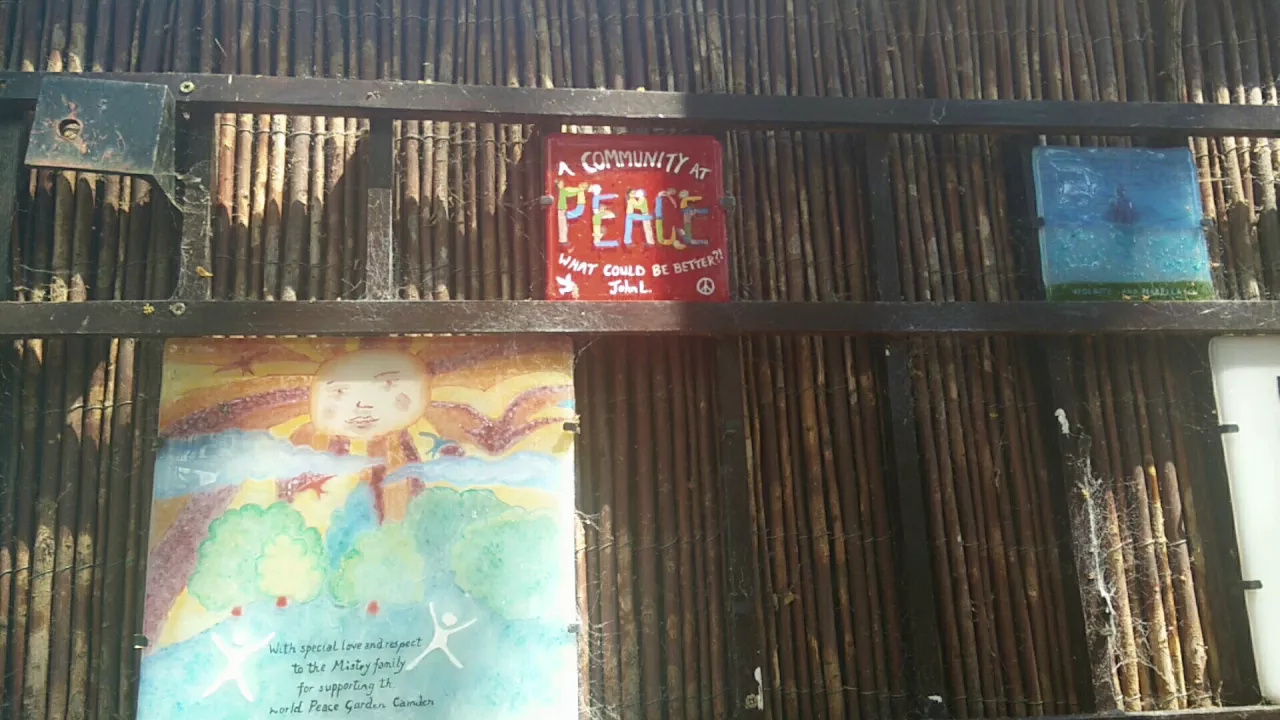 A COMMUNITY AT
PEACE
WHAT COULD BE BETTER?!
John L.
With special love and respect
to the Mistry family
for supporting th
world Peace Garden Camden